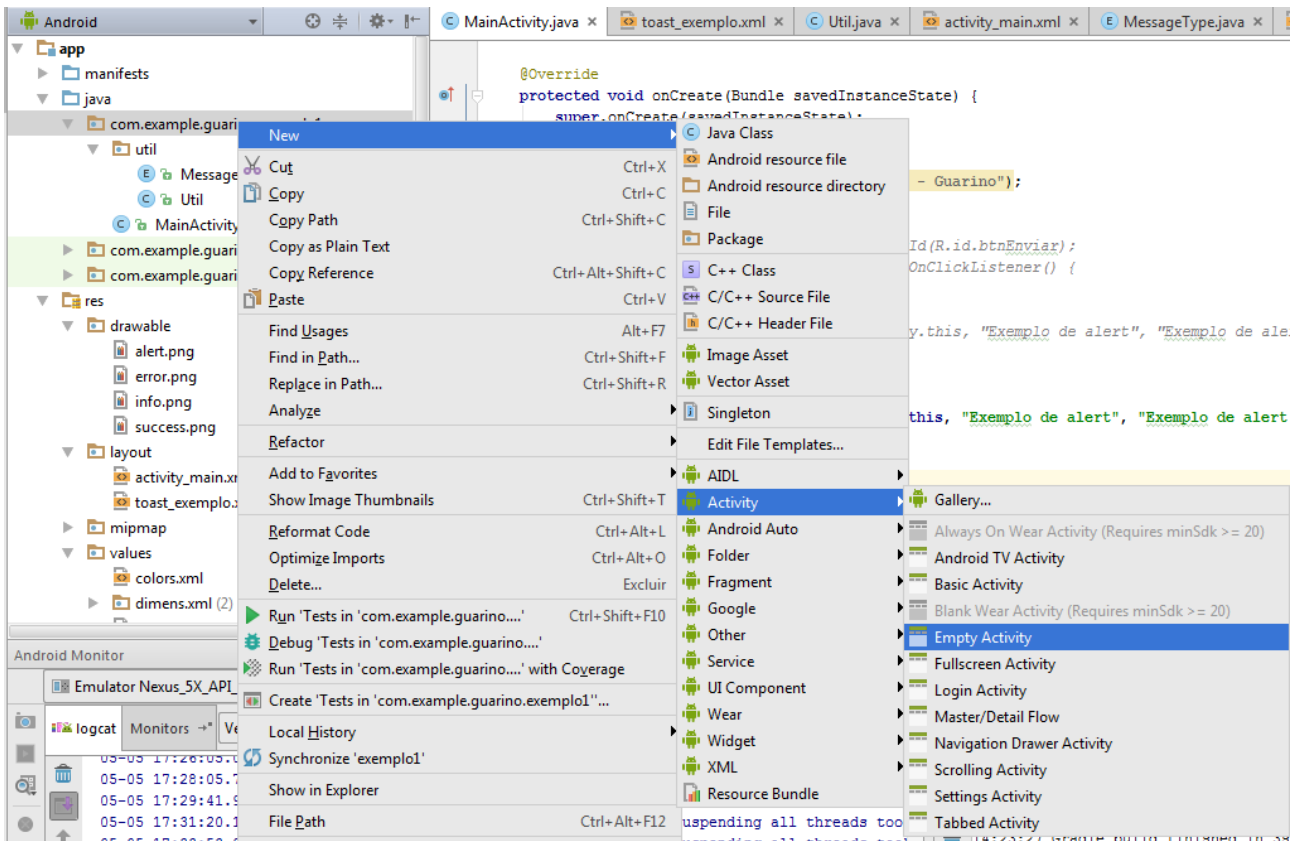 Android
MainActivity.java ×
toast_exemplo.xml ×
Util.java ×
activity_main.xml ×
MessageType.java ×
app
manifests
java
com.example.guari
util
Message
Util
MainActivity
com.example.guari
com.example.guari
res
drawable
alert.png
error.png
info.png
success.png
layout
activity_main.x
toast_exemplo.
mipmap
values
colors.xml
dimens.xml (2)
@Override
protected void onCreate(Bundle savedInstanceState) {
super.onCreate(savedInstanceState);
- Guarino");
Id(R.id.btnEnviar);
OnClickListener() {
y.this, "Exemplo de alert", "Exemplo de ale
this, "Exemplo de alert", "Exemplo de alert
New
Cut Ctrl+X
Copy Ctrl+C
Copy Path Ctrl+Shift+C
Copy as Plain Text
Copy Reference Ctrl+Alt+Shift+C
Paste Ctrl+V
Find Usages Alt+F7
Find in Path... Ctrl+Shift+F
Replace in Path... Ctrl+Shift+R
Analyze
Refactor
Add to Favorites
Show Image Thumbnails Ctrl+Shift+T
Reformat Code Ctrl+Alt+L
Optimize Imports Ctrl+Alt+O
Delete... Excluir
Run 'Tests in 'com.example.guarino....' Ctrl+Shift+F10
Debug 'Tests in 'com.example.guarino....'
Run 'Tests in 'com.example.guarino....' with Coverage
Create 'Tests in 'com.example.guarino.exemplo1''...
Local History
Synchronize 'exemplo1'
Show in Explorer
File Path Ctrl+Alt+F12
Java Class
Android resource file
Android resource directory
File
Package
C++ Class
C/C++ Source File
C/C++ Header File
Image Asset
Vector Asset
Singleton
Edit File Templates...
AIDL
Activity
Android Auto
Folder
Fragment
Google
Other
Service
UI Component
Wear
Widget
XML
Resource Bundle
Gallery...
Always On Wear Activity (Requires minSdk >= 20)
Android TV Activity
Basic Activity
Blank Wear Activity (Requires minSdk >= 20)
Empty Activity
Fullscreen Activity
Login Activity
Master/Detail Flow
Navigation Drawer Activity
Scrolling Activity
Settings Activity
Tabbed Activity
Android Monitor
Emulator Nexus_5X_API_
logcat
Monitors
Ve
05-05 17:26:05.
05-05 17:28:05.7
05-05 17:29:41.9
05-05 17:31:20.1
uspending all threads too